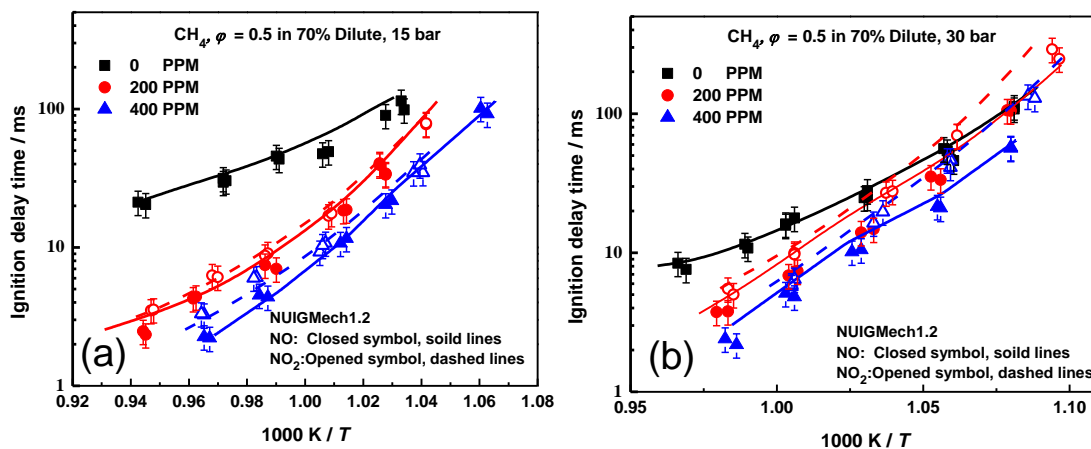 CH4, φ = 0.5 in 70% Dilute, 15 bar
0 PPM
200 PPM
400 PPM
Ignition delay time / ms
100
10
1
(a)
NUIGMech1.2
NO: Closed symbol, soild lines
NO2:Opened symbol, dashed lines
0.92 0.94 0.96 0.98 1.00 1.02 1.04 1.06 1.08
1000 K / T
CH4, φ = 0.5 in 70% Dilute, 30 bar
0 PPM
200 PPM
400 PPM
Ignition delay time / ms
100
10
1
(b)
NUIGMech1.2
NO: Closed symbol, soild lines
NO2:Opened symbol, dashed lines
0.95 1.00 1.05 1.10
1000 K / T